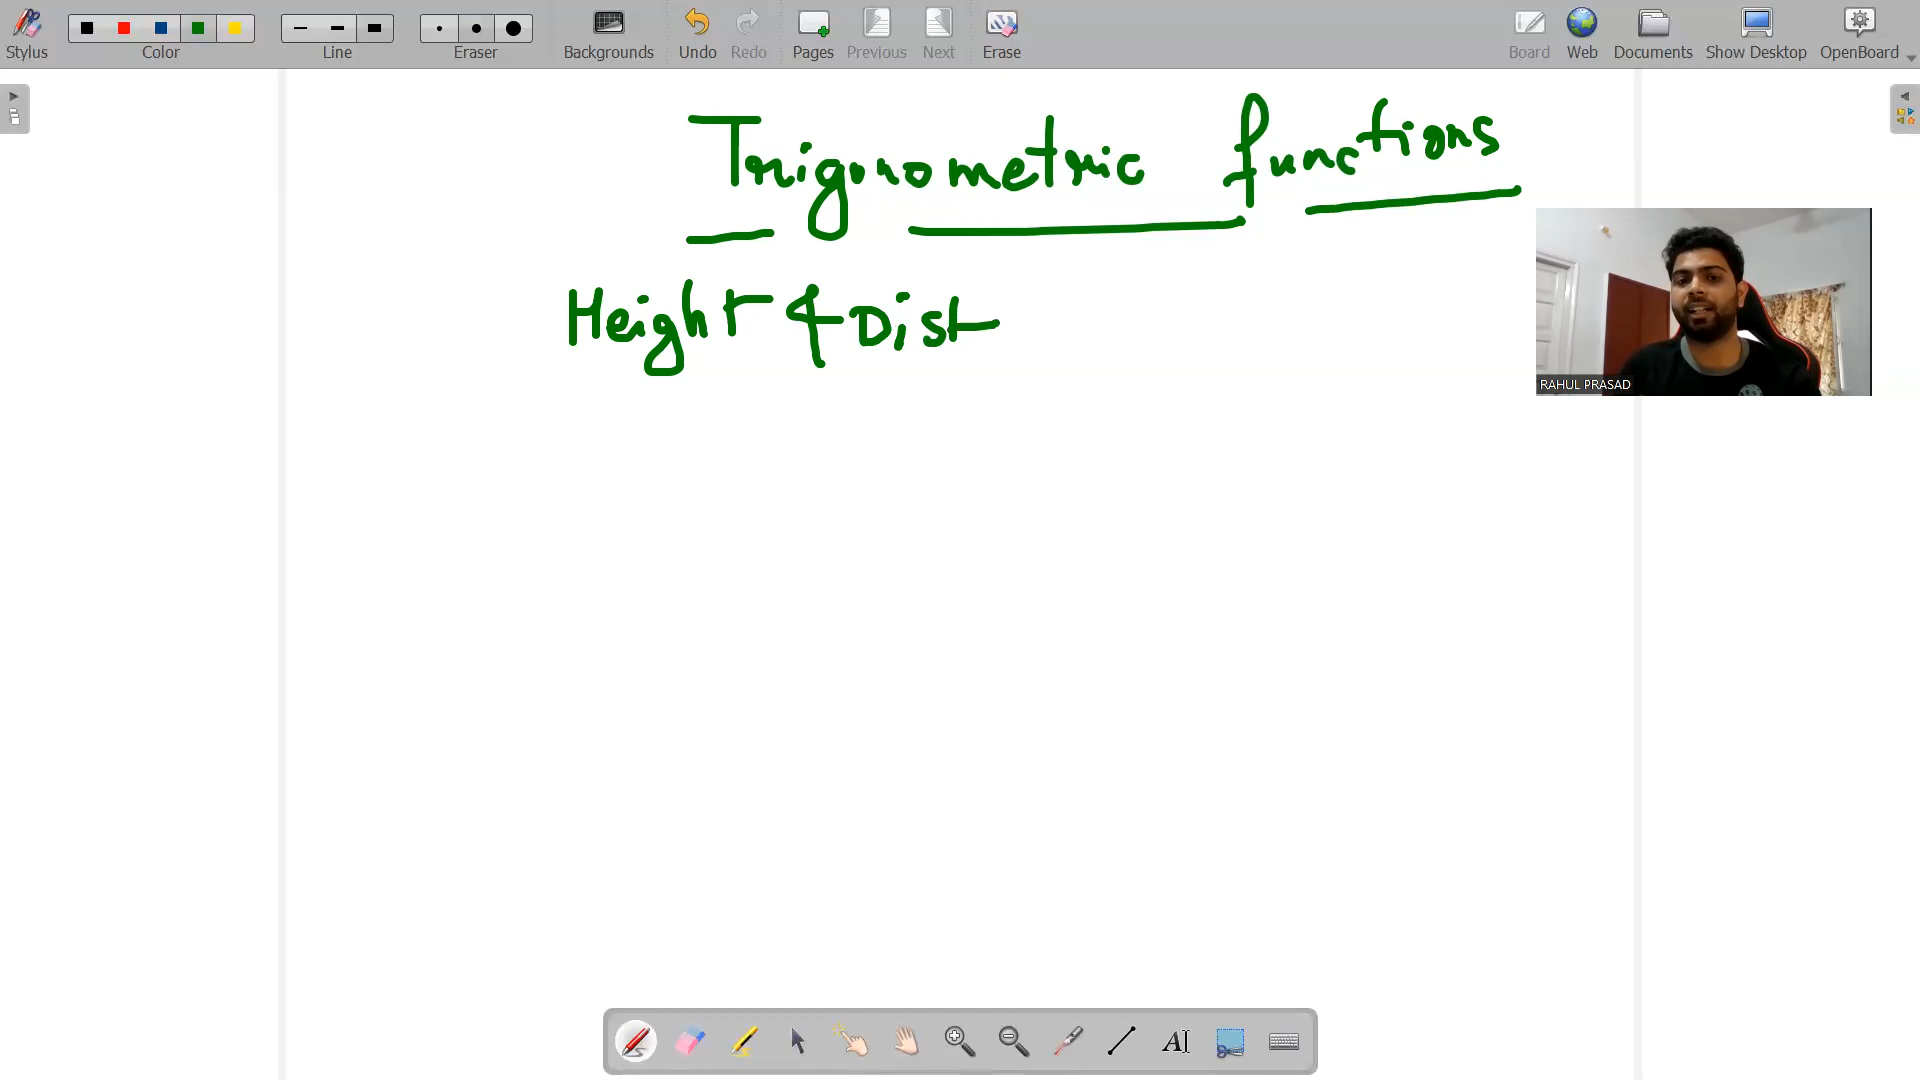 Stylus Color Line Eraser Backgrounds Undo Redo Pages Previous Next Erase Board Web Documents Show Desktop OpenBoard
Trigonometric functions
Height & Dist
RAHUL PRASAD